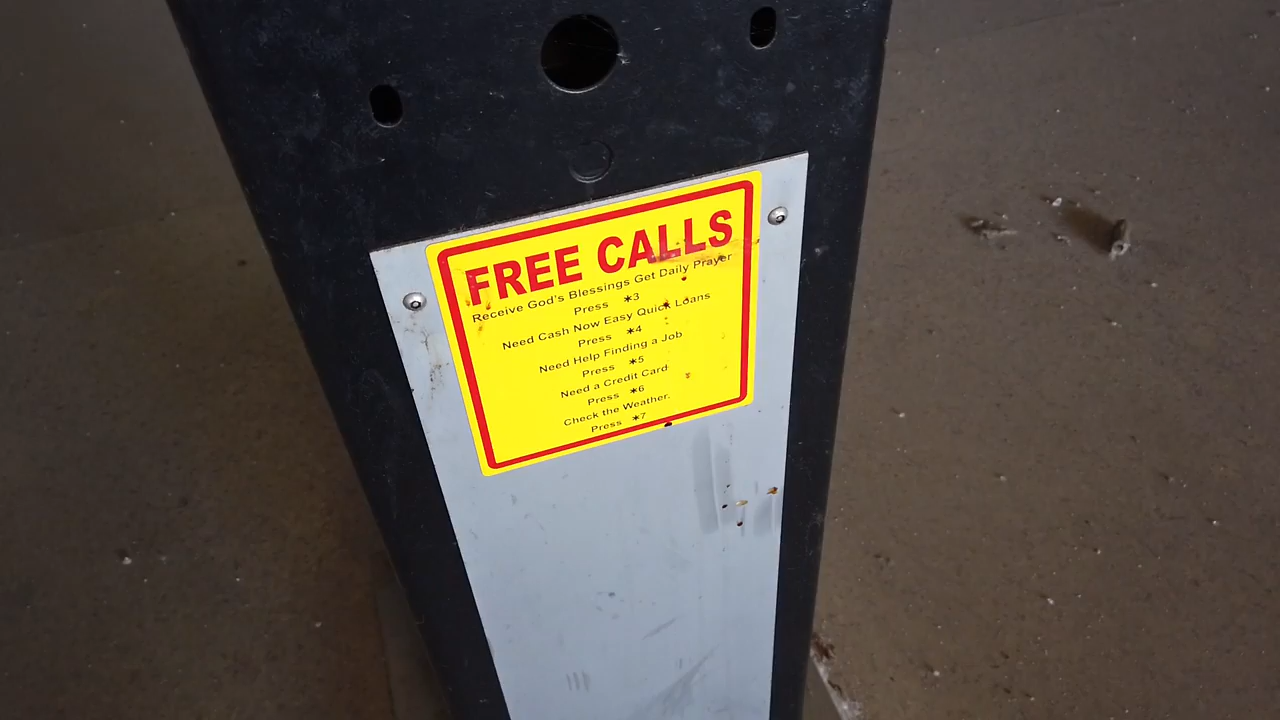 FREE CALLS
Receive God's Blessings Get Daily Prayer
Press *3
Need Cash Now Easy Quick Loans
Press *4
Need Help Finding a Job
Press *5
Need a Credit Card
Press *6
Check the Weather.
Press *7